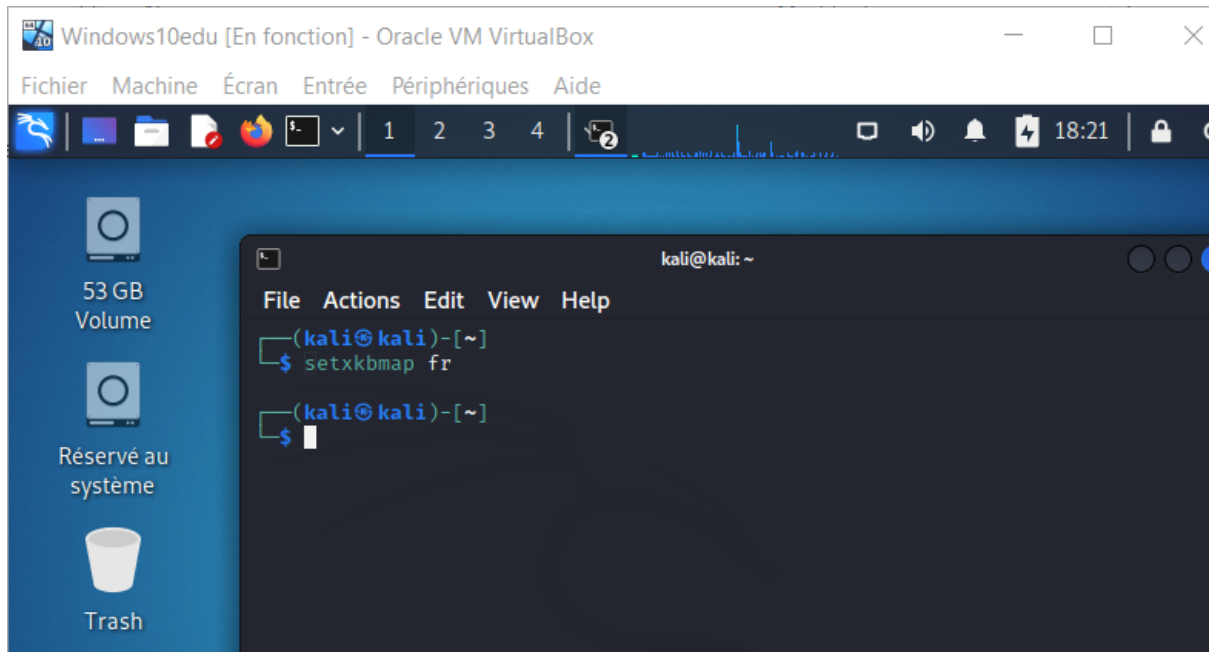 Windows10edu [En fonction] - Oracle VM VirtualBox
Fichier Machine Écran Entrée Périphériques Aide
1 2 3 4 2 18:21
53 GB
Volume
Réservé au
système
Trash
kali@kali: ~
File Actions Edit View Help
┌──(kali㉿kali)-[~]
└─$ setxkbmap fr
┌──(kali㉿kali)-[~]
└─$